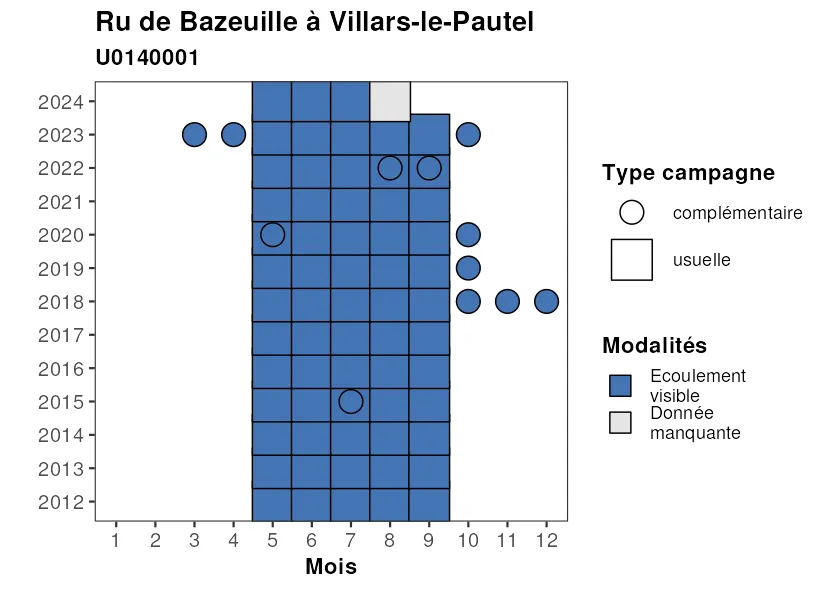 Ru de Bazeuille à Villars-le-Pautel
U0140001
2024
2023
2022
2021
2020
2019
2018
2017
2016
2015
2014
2013
2012
1 2 3 4 5 6 7 8 9 10 11 12
Mois
Type campagne
complémentaire
usuelle
Modalités
Ecoulement
visible
Donnée
manquante